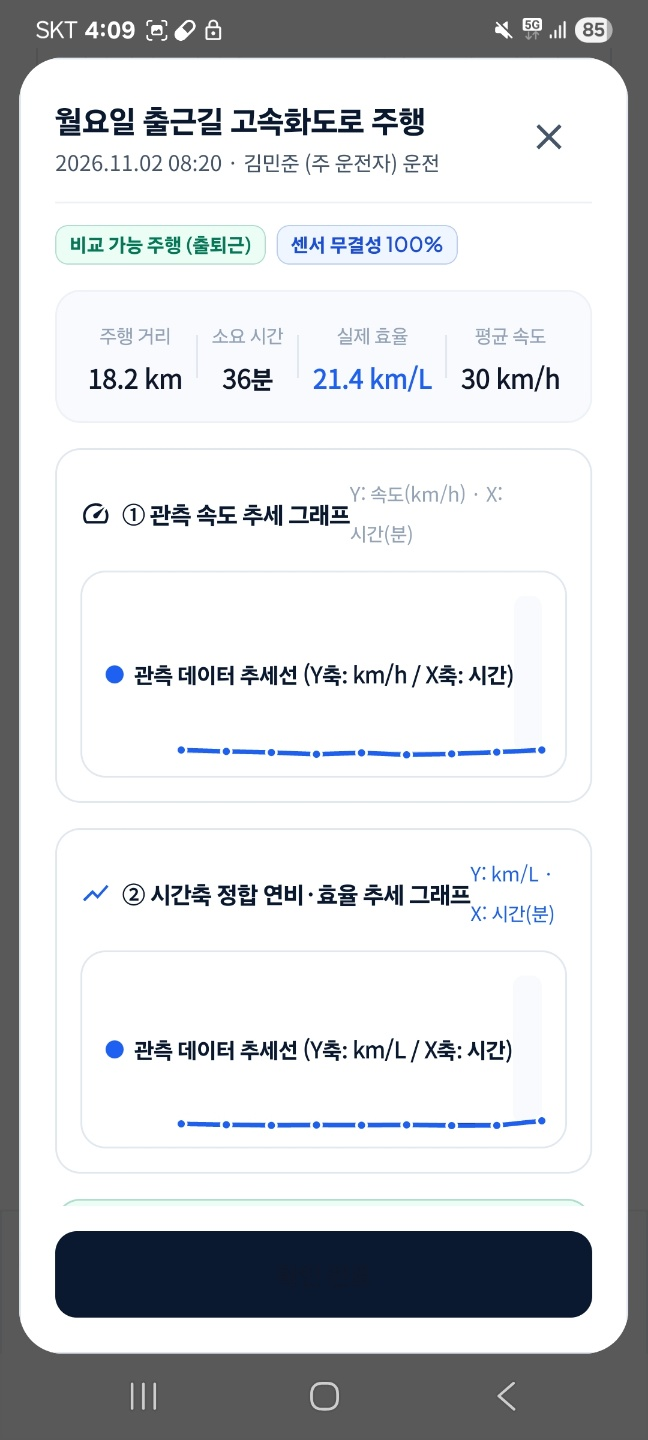 SKT 4:09
5G
85
월요일 출근길 고속화도로 주행
2026.11.02 08:20 · 김민준 (주 운전자) 운전
비교 가능 주행 (출퇴근)
센서 무결성 100%
주행 거리
소요 시간
실제 효율
평균 속도
18.2 km
36분
21.4 km/L
30 km/h
① 관측 속도 추세 그래프
Y: 속도(km/h) · X:
시간(분)
관측 데이터 추세선 (Y축: km/h / X축: 시간)
② 시간축 정합 연비·효율 추세 그래프
Y: km/L ·
X: 시간(분)
관측 데이터 추세선 (Y축: km/L / X축: 시간)